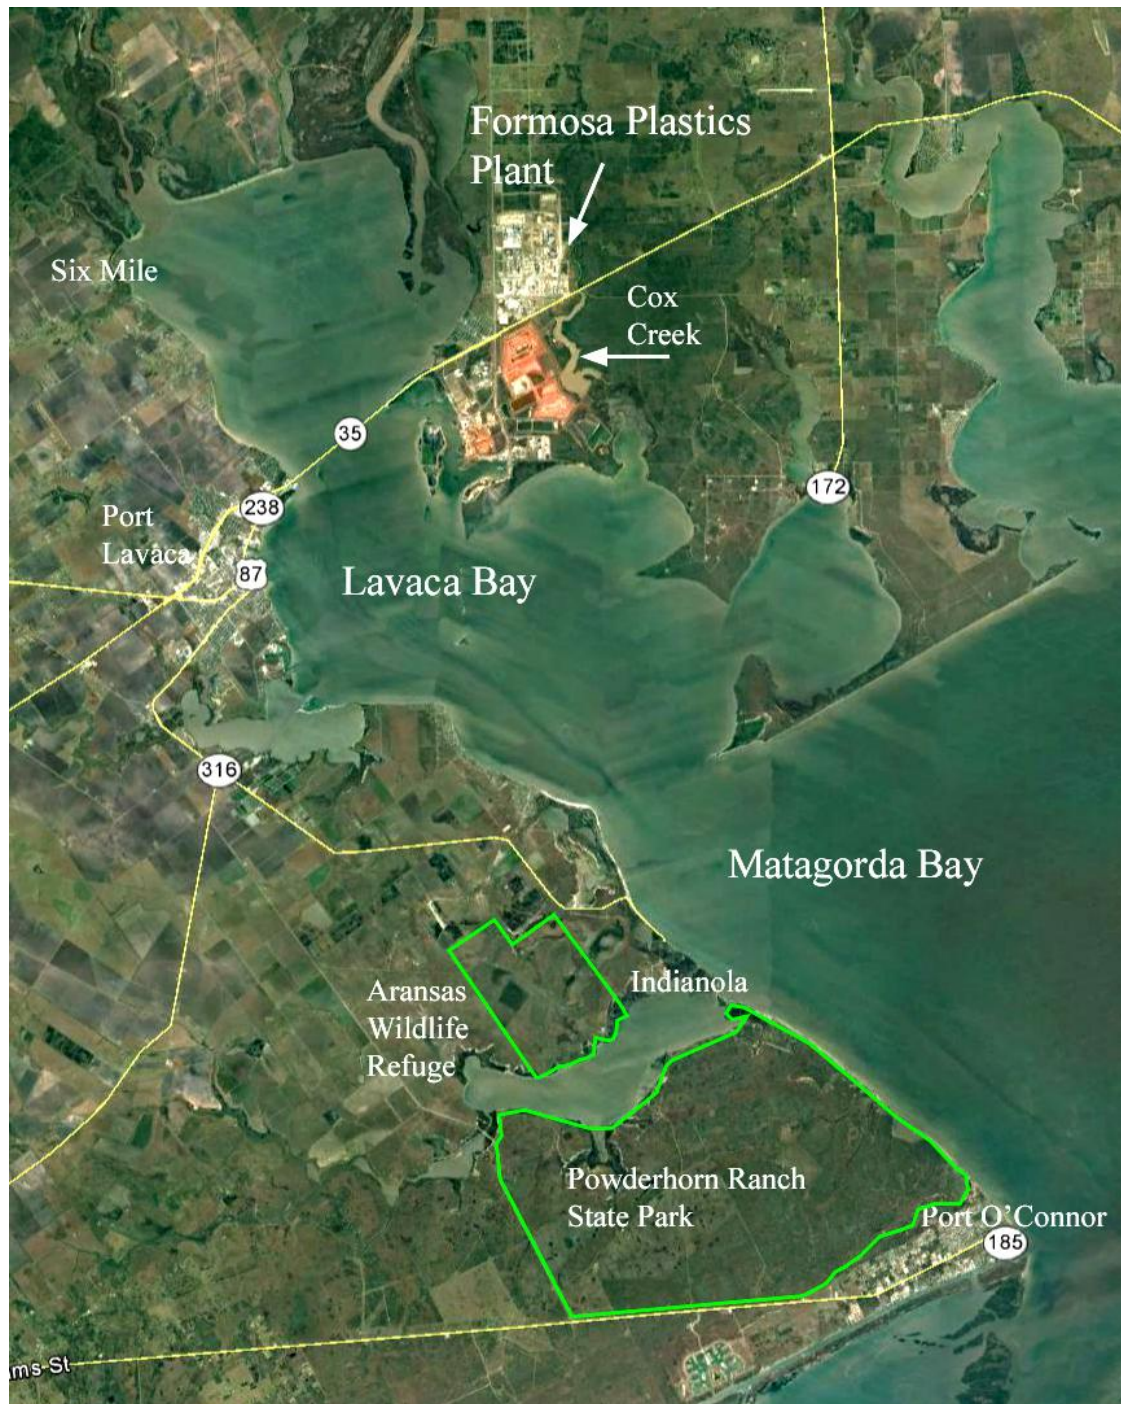 Formosa Plastics
Plant
Six Mile
Cox
Creek
35
172
238
Port
Lavaca
87
Lavaca Bay
316
Matagorda Bay
Indianola
Aransas
Wildlife
Refuge
Powderhorn Ranch
State Park
Port O’Connor
185
ms St